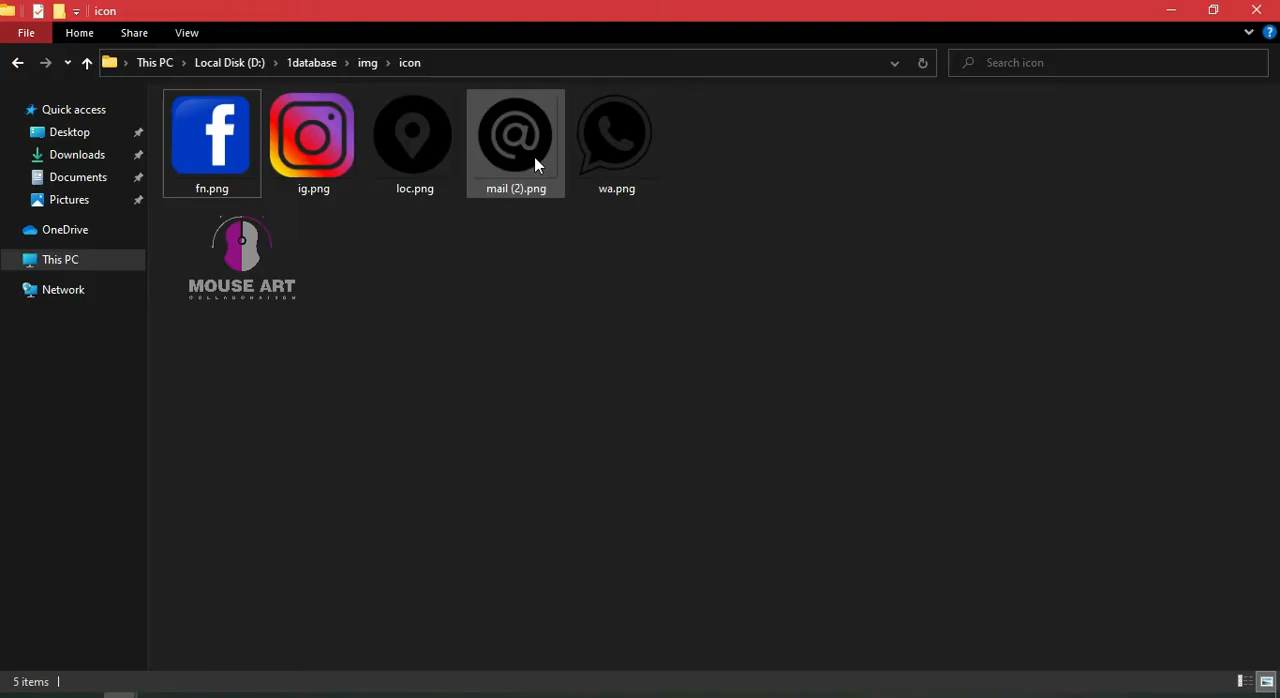 icon
File Home Share View
This PC Local Disk (D:) 1database img icon
Search icon
Quick access
Desktop
Downloads
Documents
Pictures
OneDrive
This PC
Network
fn.png ig.png loc.png mail (2).png wa.png
MOUSE ART
5 items